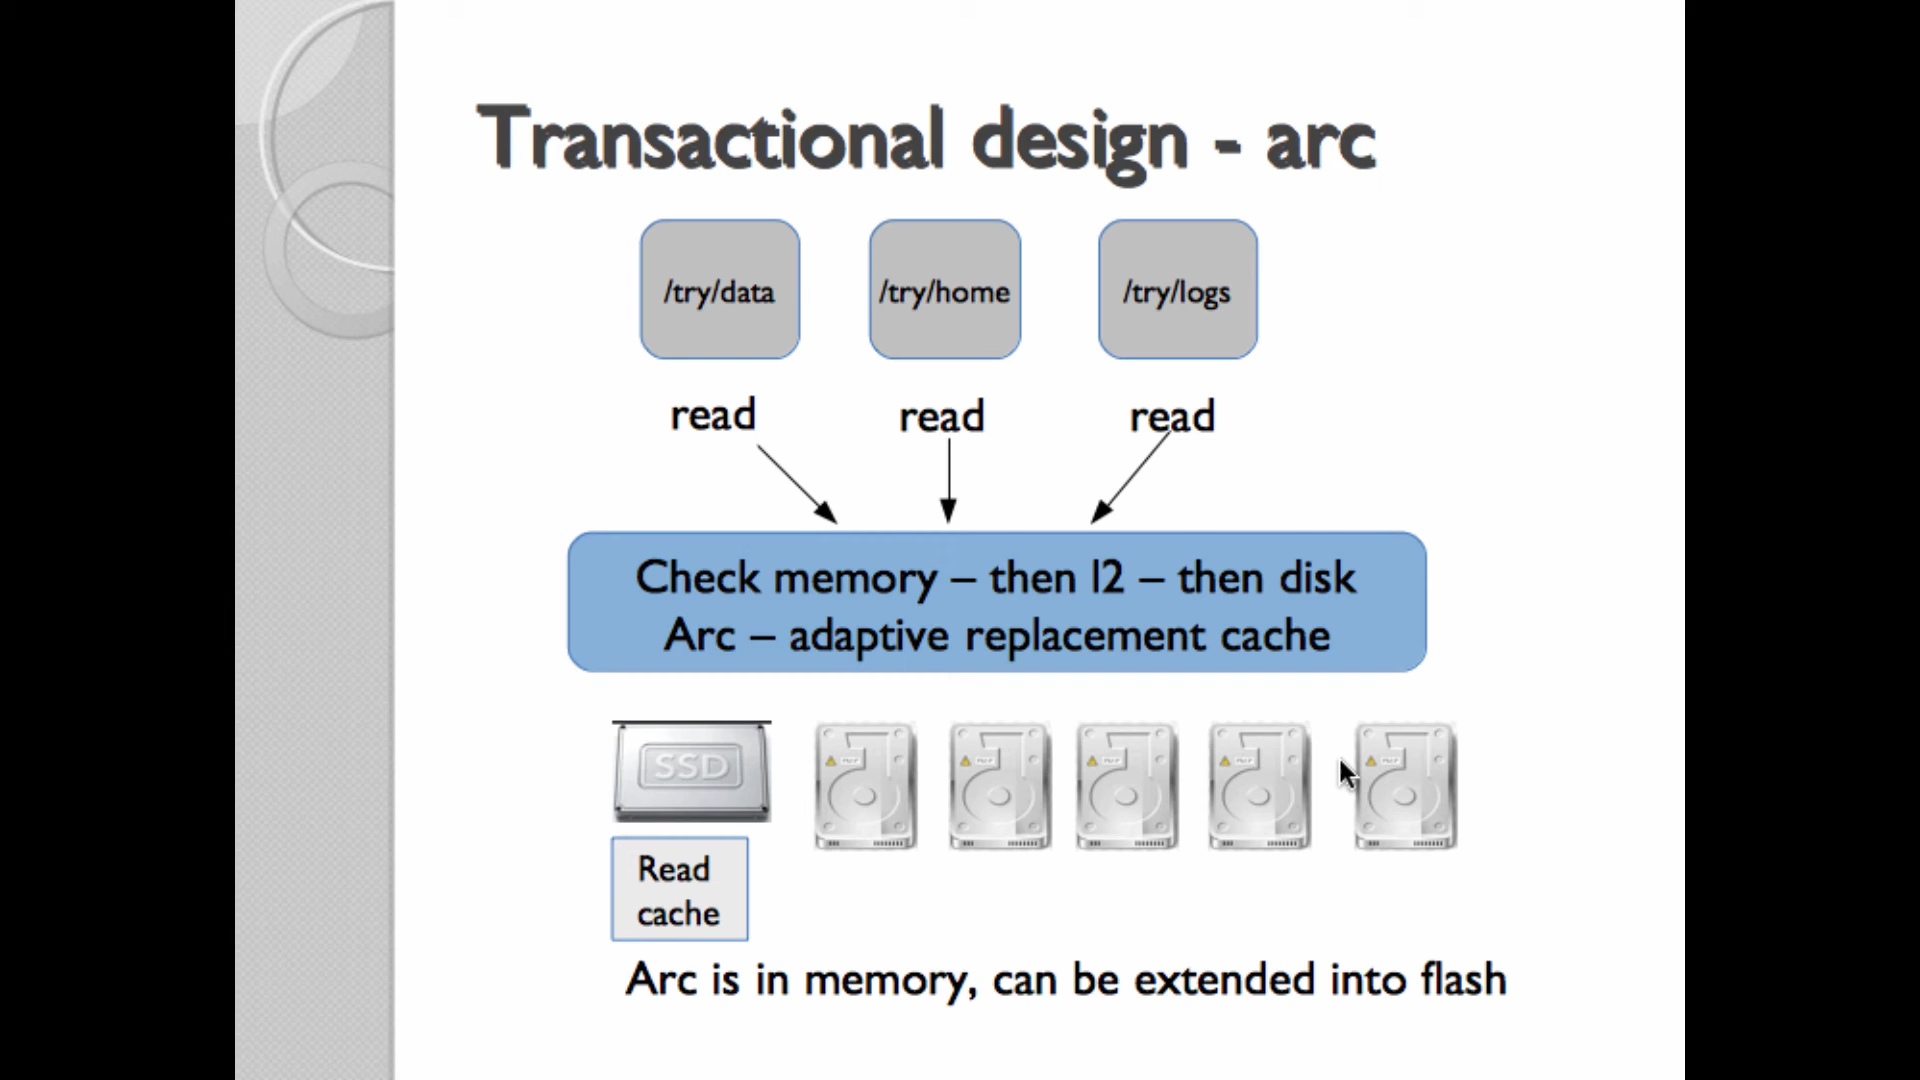 Transactional design - arc
/try/data
/try/home
/try/logs
read
read
read
Check memory – then l2 – then disk
Arc – adaptive replacement cache
SSD
Read
cache
Arc is in memory, can be extended into flash